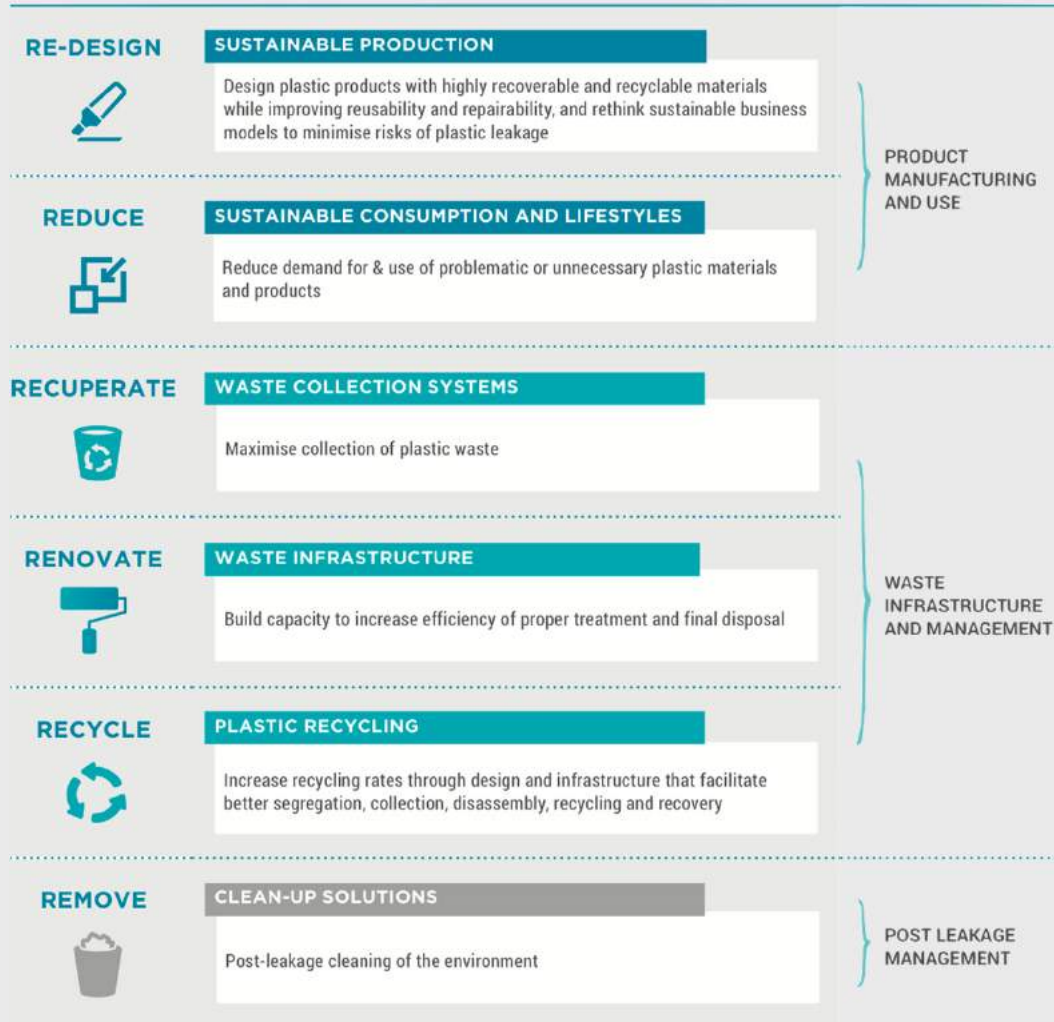 RE-DESIGN
SUSTAINABLE PRODUCTION
Design plastic products with highly recoverable and recyclable materials
while improving reusability and repairability, and rethink sustainable business
models to minimise risks of plastic leakage
PRODUCT
MANUFACTURING
AND USE
REDUCE
SUSTAINABLE CONSUMPTION AND LIFESTYLES
Reduce demand for & use of problematic or unnecessary plastic materials
and products
RECUPERATE
WASTE COLLECTION SYSTEMS
Maximise collection of plastic waste
RENOVATE
WASTE INFRASTRUCTURE
Build capacity to increase efficiency of proper treatment and final disposal
WASTE
INFRASTRUCTURE
AND MANAGEMENT
RECYCLE
PLASTIC RECYCLING
Increase recycling rates through design and infrastructure that facilitate
better segregation, collection, disassembly, recycling and recovery
REMOVE
CLEAN-UP SOLUTIONS
Post-leakage cleaning of the environment
POST LEAKAGE
MANAGEMENT